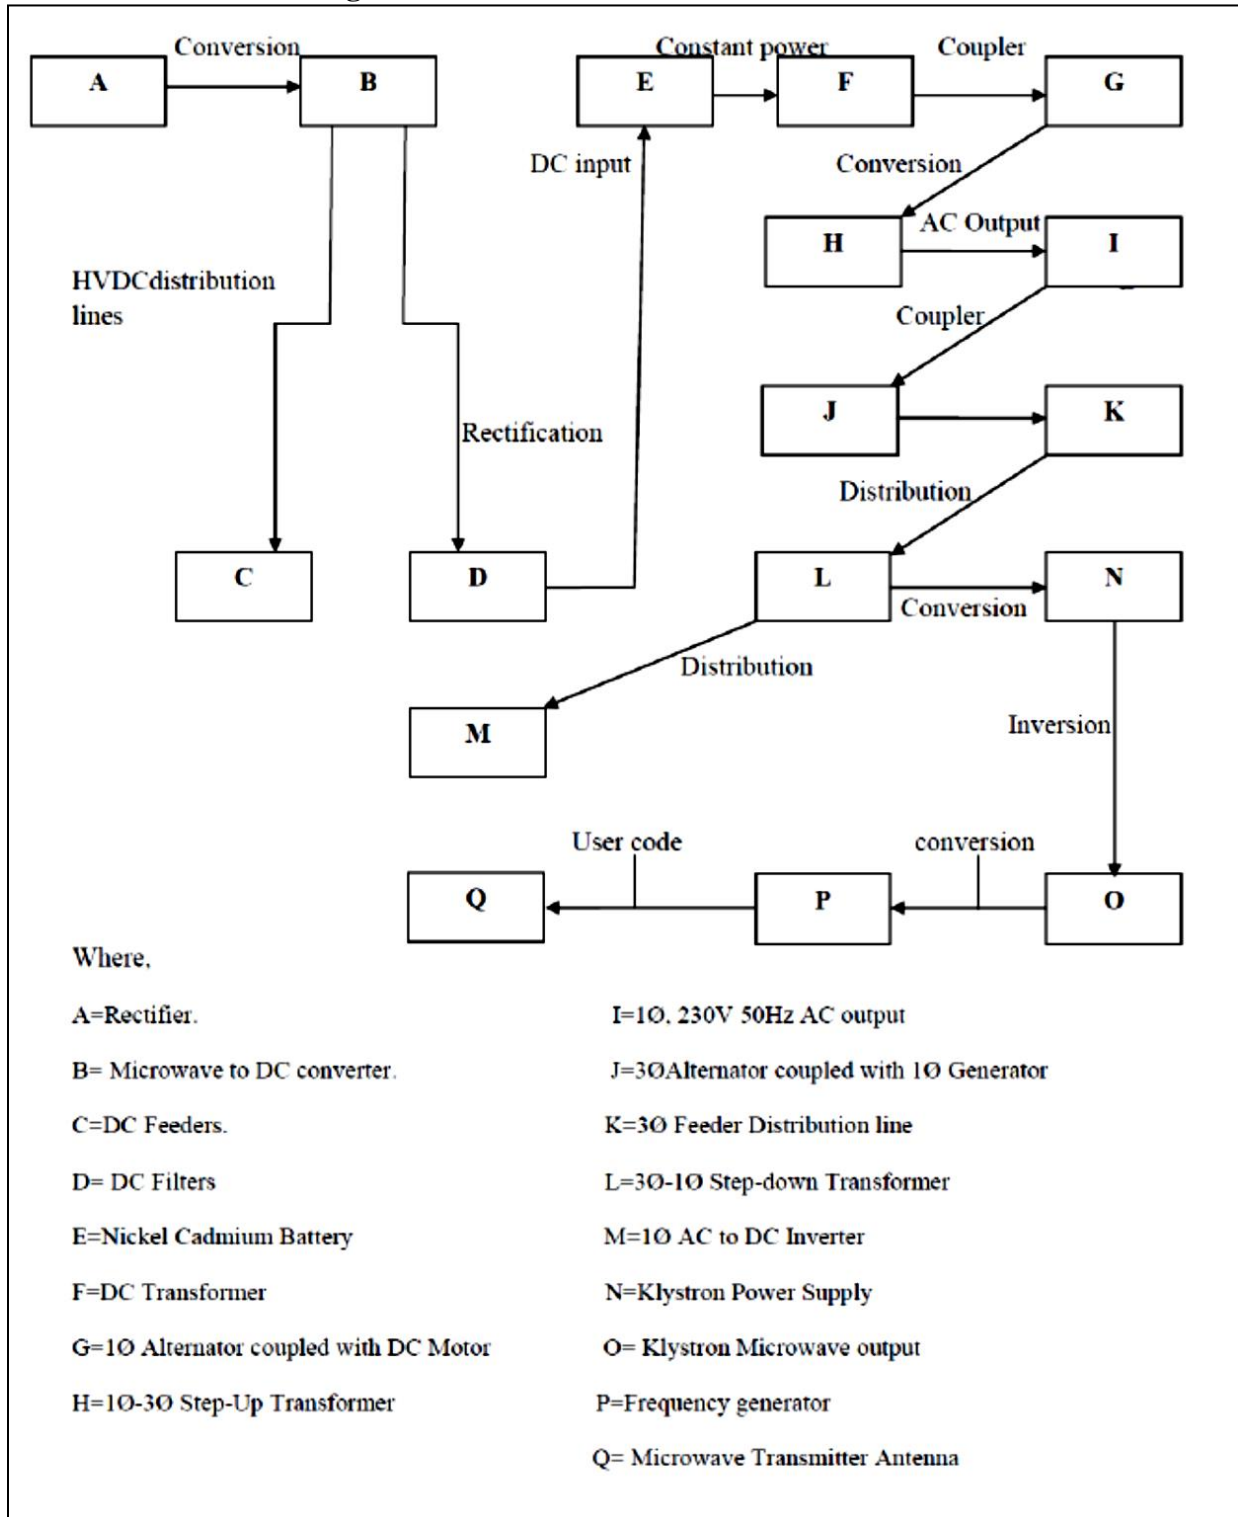 Conversion
Constant power
Coupler
A
B
E
F
G
DC input
Conversion
H
AC Output
I
HVDCdistribution
lines
Coupler
J
K
Rectification
Distribution
C
D
L
N
Conversion
Distribution
M
Inversion
User code
conversion
Q
P
O
Where,
A=Rectifier.
I=1Ø, 230V 50Hz AC output
B= Microwave to DC converter.
J=3ØAlternator coupled with 1Ø Generator
C=DC Feeders.
K=3Ø Feeder Distribution line
D= DC Filters
L=3Ø-1Ø Step-down Transformer
E=Nickel Cadmium Battery
M=1Ø AC to DC Inverter
F=DC Transformer
N=Klystron Power Supply
G=1Ø Alternator coupled with DC Motor
O= Klystron Microwave output
H=1Ø-3Ø Step-Up Transformer
P=Frequency generator
Q= Microwave Transmitter Antenna